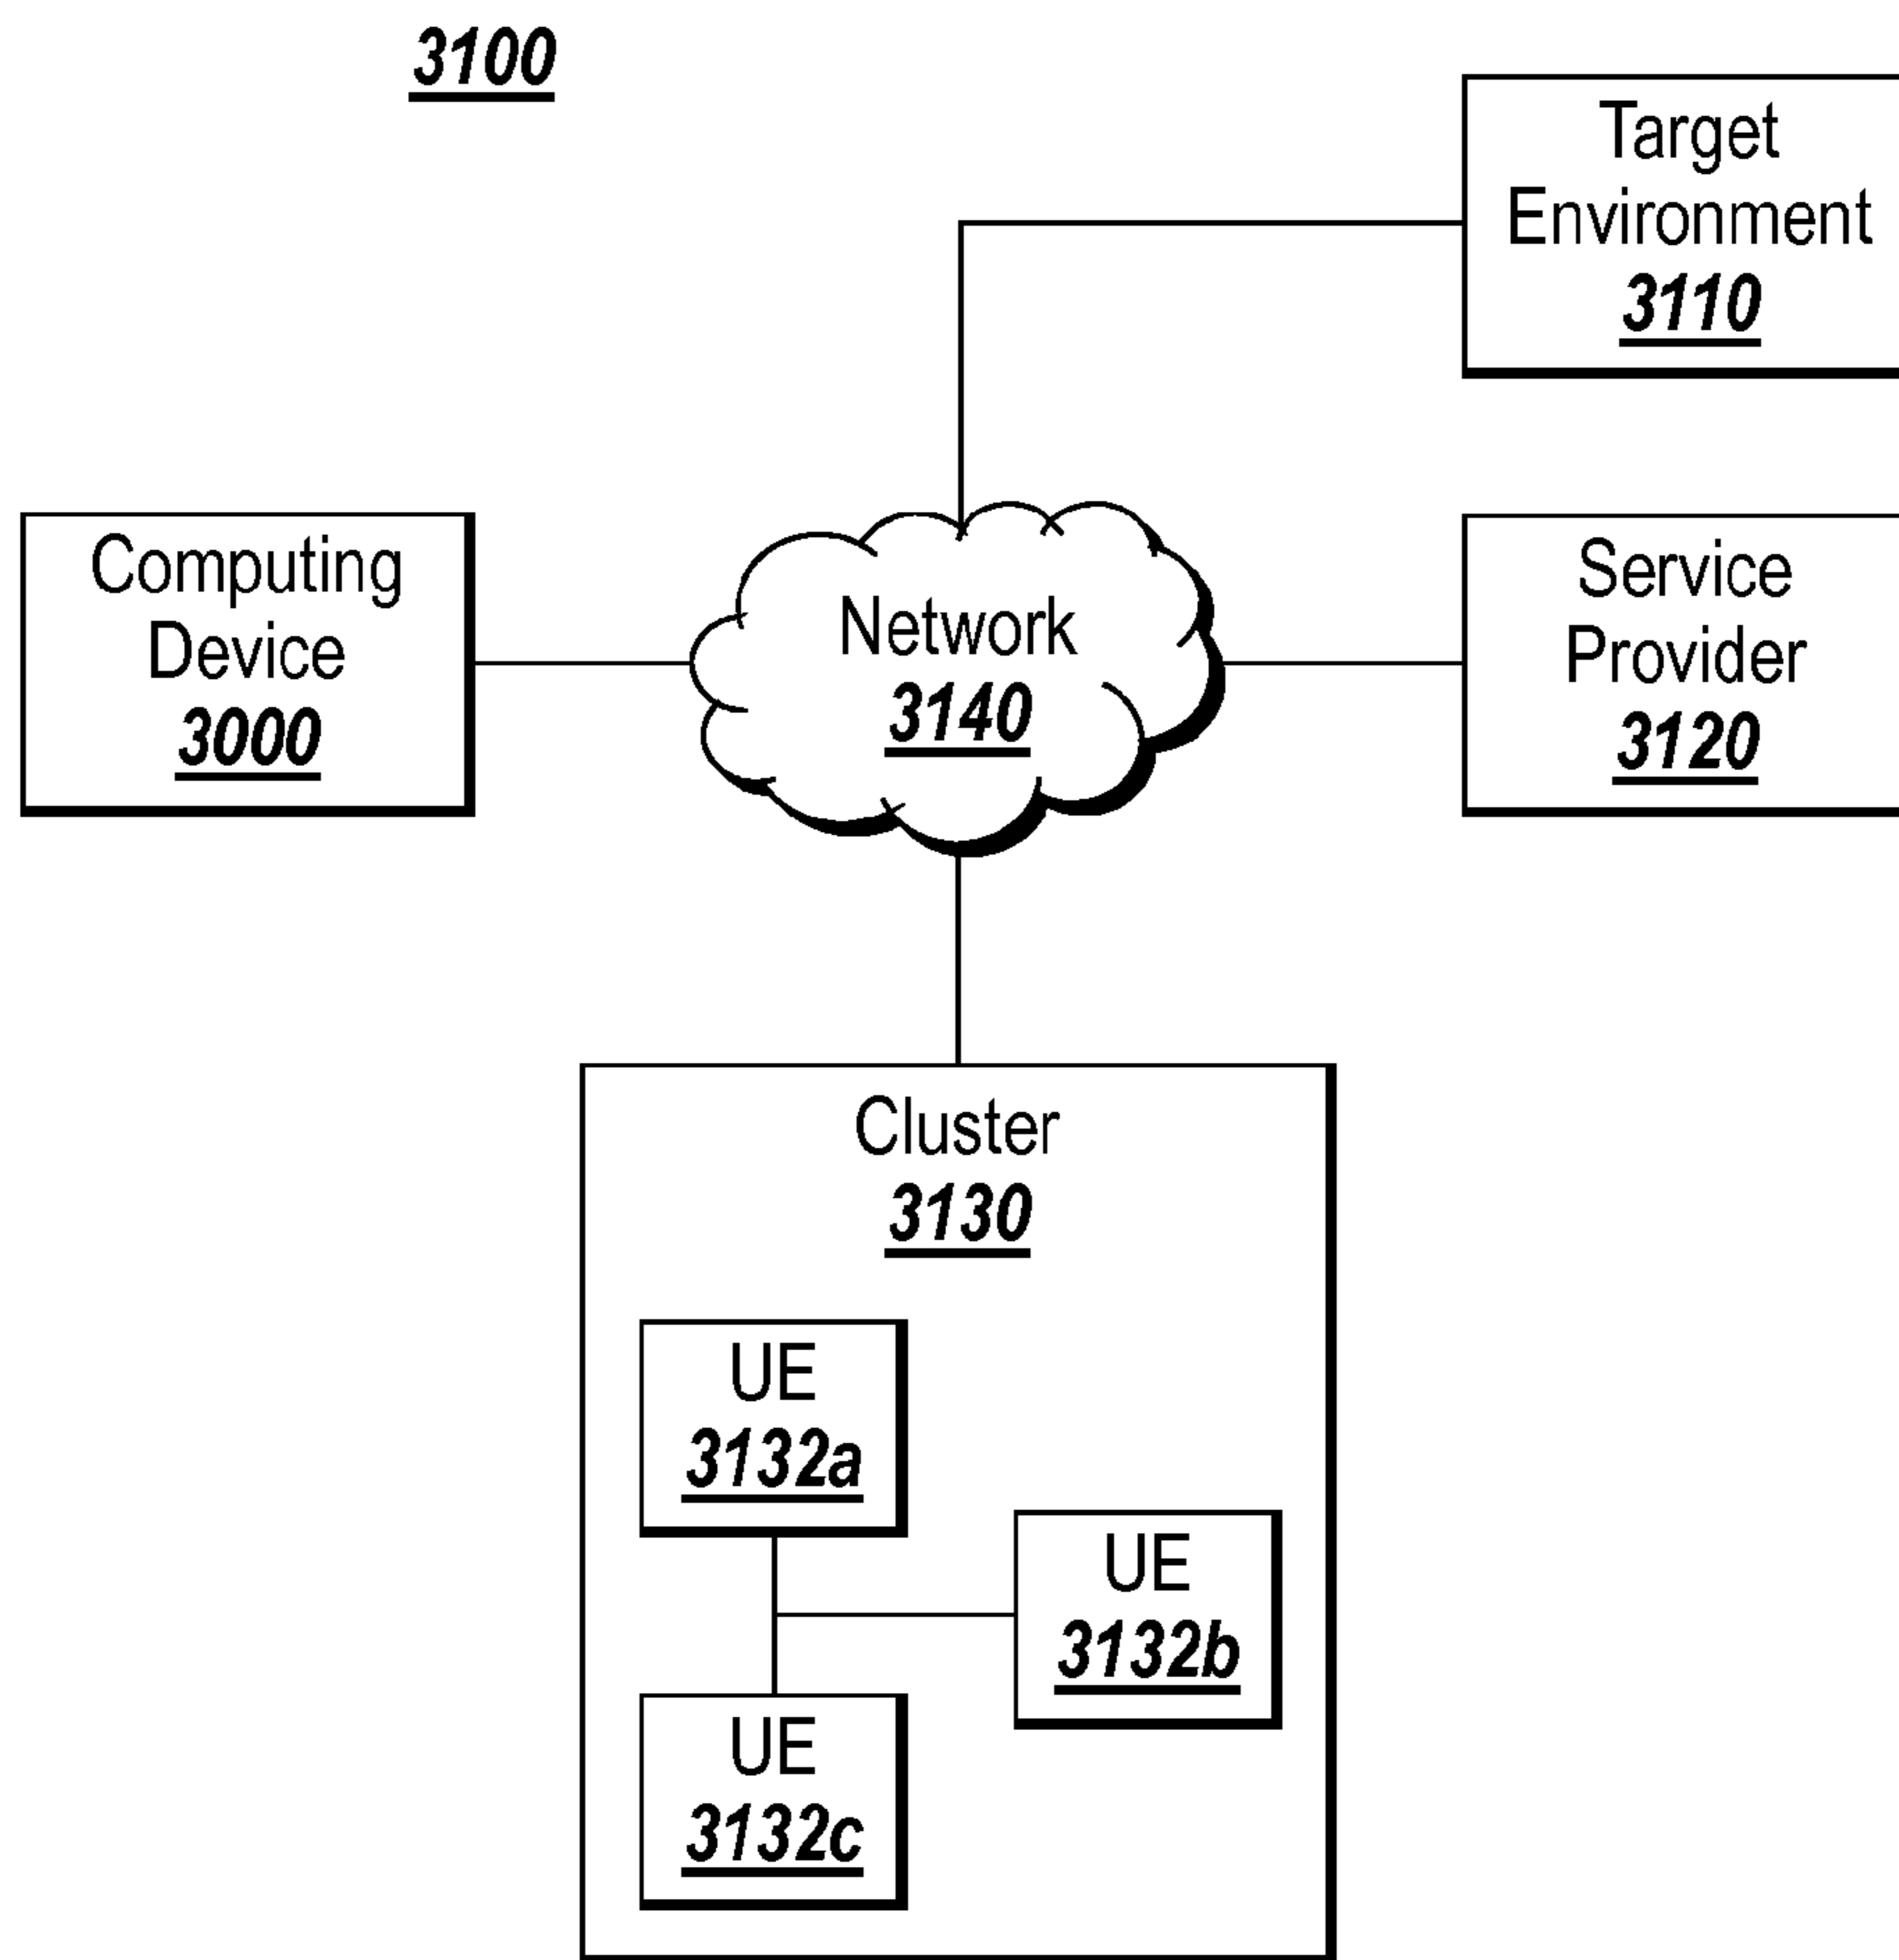 3100
Target
Environment
3110
Computing
Device
3000
Network
3140
Service
Provider
3120
Cluster
3130
UE
3132a
UE
3132b
UE
3132c